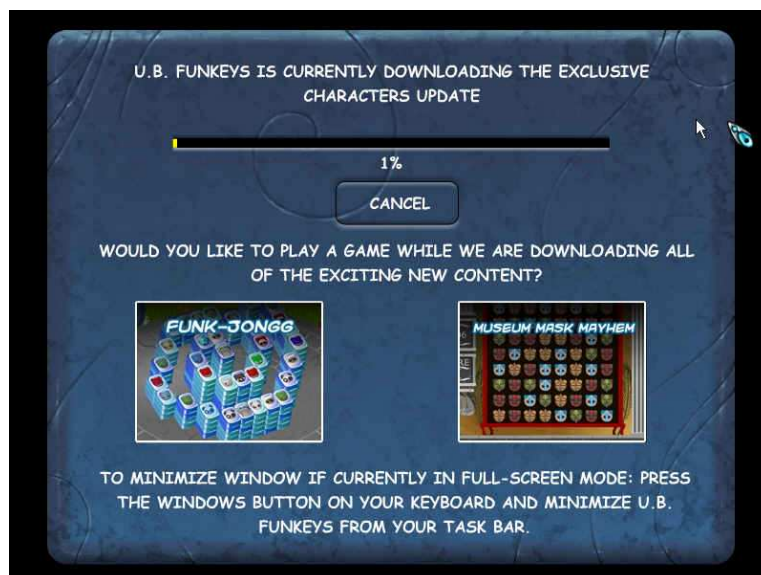 U.B. FUNKEYS IS CURRENTLY DOWNLOADING THE EXCLUSIVE
CHARACTERS UPDATE
1%
CANCEL
WOULD YOU LIKE TO PLAY A GAME WHILE WE ARE DOWNLOADING ALL
OF THE EXCITING NEW CONTENT?
FUNK-JONGG
MUSEUM MASK MAYHEM
TO MINIMIZE WINDOW IF CURRENTLY IN FULL-SCREEN MODE: PRESS
THE WINDOWS BUTTON ON YOUR KEYBOARD AND MINIMIZE U.B.
FUNKEYS FROM YOUR TASK BAR.